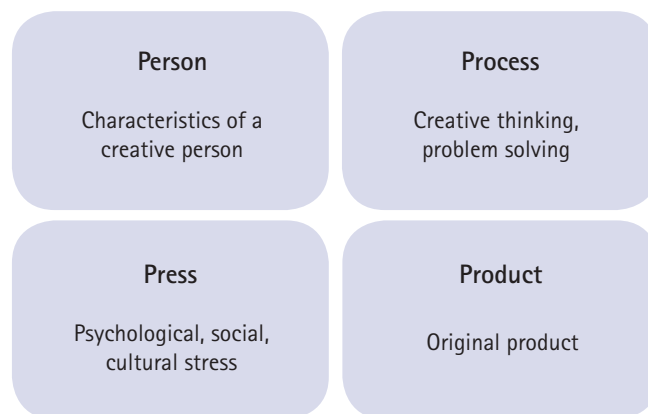 Person
Characteristics of a
creative person
Process
Creative thinking,
problem solving
Press
Psychological, social,
cultural stress
Product
Original product